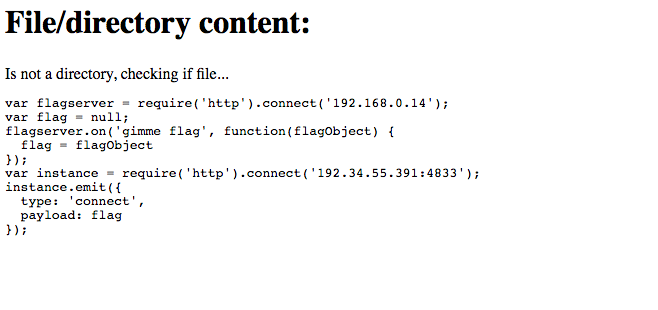 File/directory content:
Is not a directory, checking if file...
var flagserver = require('http').connect('192.168.0.14');
var flag = null;
flagserver.on('gimme flag', function(flagObject) {
  flag = flagObject
});
var instance = require('http').connect('192.34.55.391:4833');
instance.emit({
  type: 'connect',
  payload: flag
});